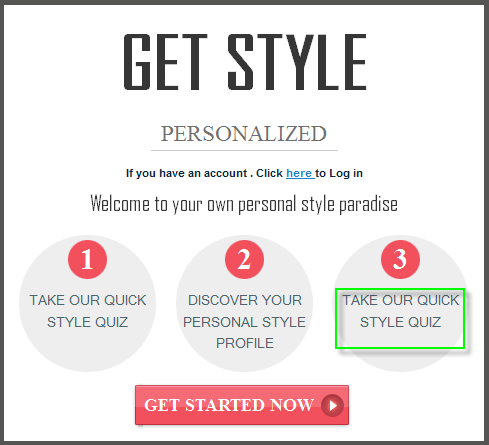 GET STYLE
PERSONALIZED
If you have an account . Click here to Log in
Welcome to your own personal style paradise
1
TAKE OUR QUICK
STYLE QUIZ
2
DISCOVER YOUR
PERSONAL STYLE
PROFILE
3
TAKE OUR QUICK
STYLE QUIZ
GET STARTED NOW